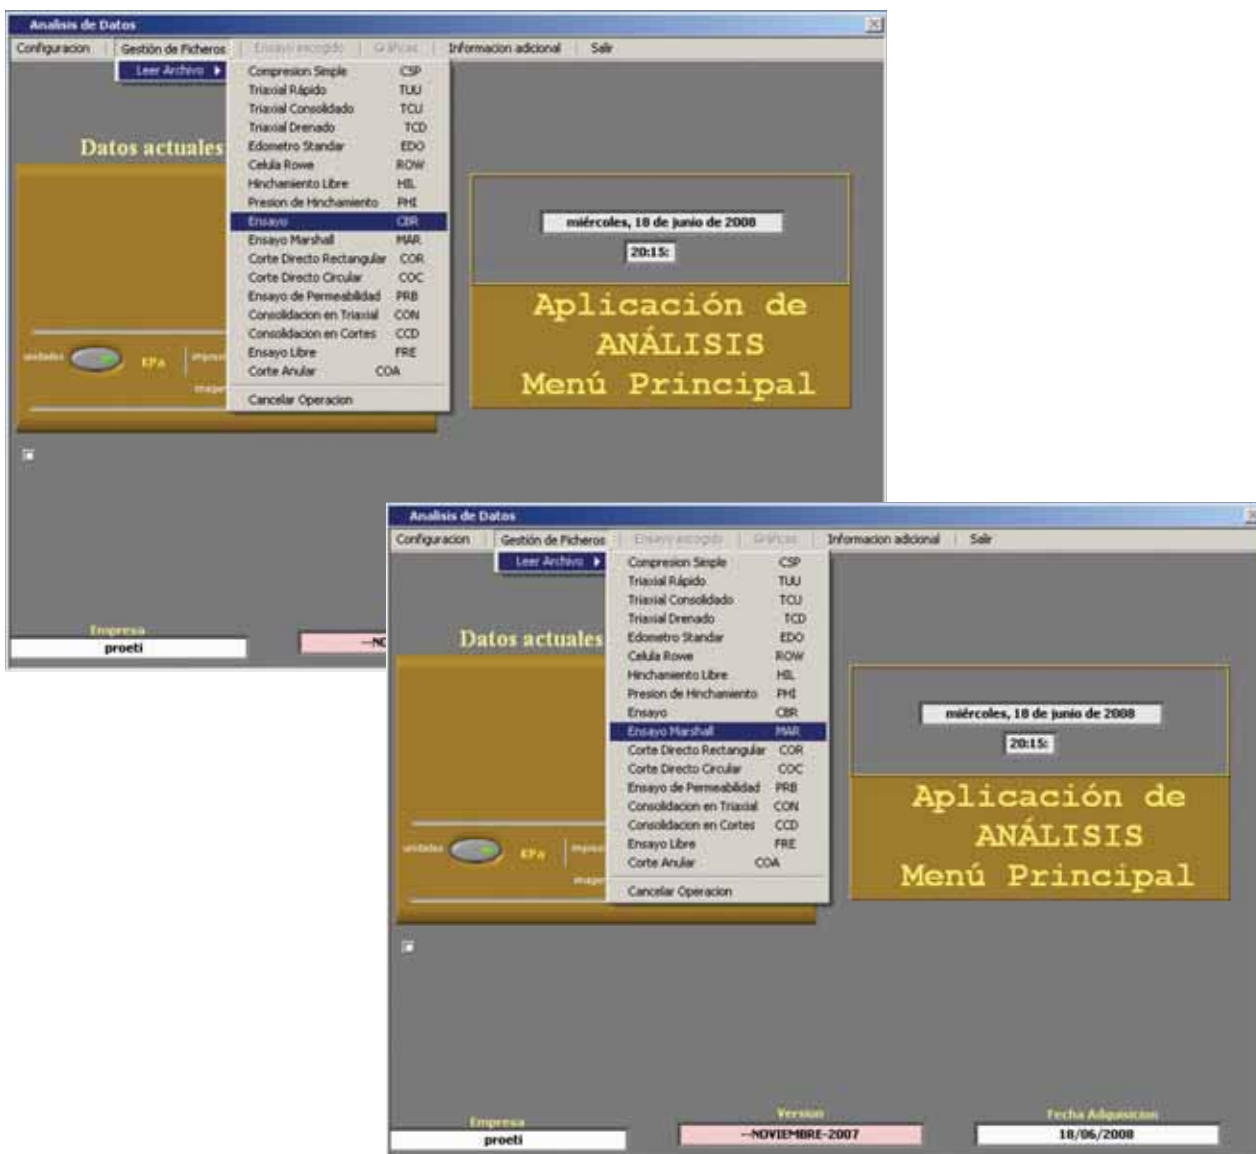 Analisis de Datos
Configuracion Gestión de Ficheros Ensayo escogido Gráficas Informacion adicional Salir
Leer Archivo
Compresion Simple CSP
Triaxial Rápido TUU
Triaxial Consolidado TCU
Triaxial Drenado TCD
Edometro Standar EDO
Celula Rowe ROW
Hinchamiento Libre HIL
Presion de Hinchamiento PHI
Ensayo CBR
Ensayo Marshall MAR
Corte Directo Rectangular COR
Corte Directo Circular COC
Ensayo de Permeabilidad PRB
Consolidacion en Triaxial CON
Consolidacion en Cortes CCD
Ensayo Libre FRE
Corte Anular COA
Cancelar Operacion
Datos actuales
unidades
KPa
miércoles, 18 de junio de 2008
20:15:
Aplicación de
ANÁLISIS
Menú Principal
Empresa
proeti
--NO
Analisis de Datos
Configuracion Gestión de Ficheros Ensayo escogido Gráficas Informacion adicional Salir
Leer Archivo
Compresion Simple CSP
Triaxial Rápido TUU
Triaxial Consolidado TCU
Triaxial Drenado TCD
Edometro Standar EDO
Celula Rowe ROW
Hinchamiento Libre HIL
Presion de Hinchamiento PHI
Ensayo CBR
Ensayo Marshall MAR
Corte Directo Rectangular COR
Corte Directo Circular COC
Ensayo de Permeabilidad PRB
Consolidacion en Triaxial CON
Consolidacion en Cortes CCD
Ensayo Libre FRE
Corte Anular COA
Cancelar Operacion
Datos actuales
unidades
KPa
miércoles, 18 de junio de 2008
20:15:
Aplicación de
ANÁLISIS
Menú Principal
Empresa
proeti
Version
--NOVIEMBRE-2007
Fecha Adquisicion
18/06/2008